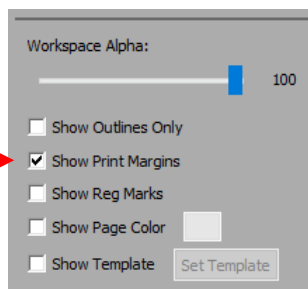 Workspace Alpha:
100
Show Outlines Only
Show Print Margins
Show Reg Marks
Show Page Color
Show Template Set Template